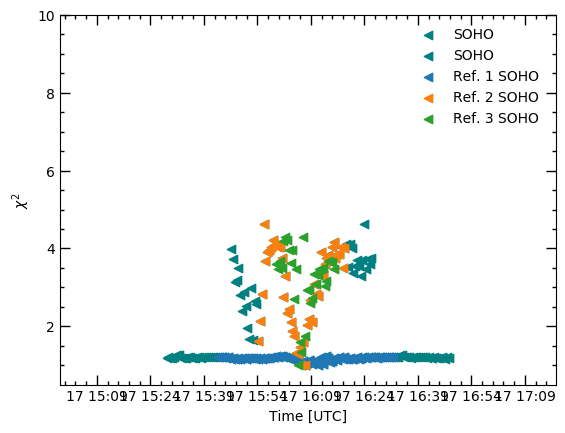 10
8
6
4
2
χ²
SOHO
SOHO
Ref. 1 SOHO
Ref. 2 SOHO
Ref. 3 SOHO
17 15:09 17 15:24 17 15:39 17 15:54 17 16:09 17 16:24 17 16:39 17 16:54 17 17:09
Time [UTC]